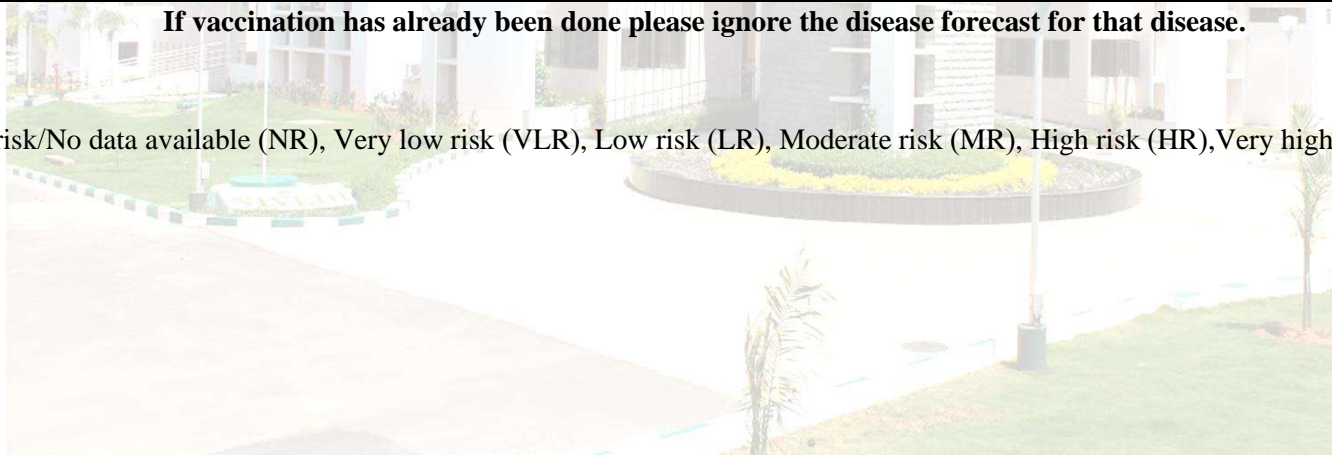 If vaccination has already been done please ignore the disease forecast for that disease.
risk/No data available (NR), Very low risk (VLR), Low risk (LR), Moderate risk (MR), High risk (HR),Very high
NIVEDI